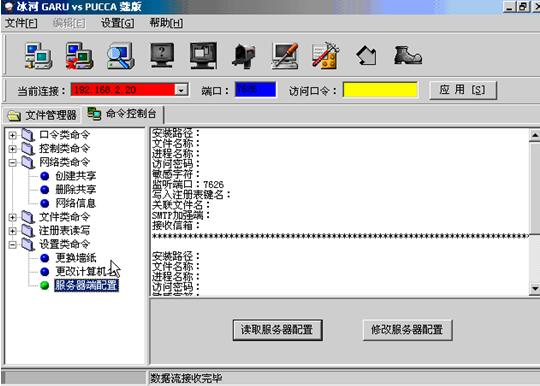 冰河 GARU vs PUCCA 蔻版
文件[F] 编辑[E] 设置[G] 帮助[H]
当前连接： 192.168.2.20 端口： 7626 访问口令： 应 用 [S]
文件管理器 命令控制台
口令类命令
控制类命令
网络类命令
创建共享
删除共享
网络信息
文件类命令
注册表读写
设置类命令
更换墙纸
更改计算机
服务器端配置
安装路径：
文件名称：
进程名称：
访问密码：
敏感字符：
监听端口：7626
写入注册表键名：
关联文件名：
SMTP加强端：
接收信箱：
安装路径：
文件名称：
进程名称：
访问密码：
读取服务器配置 修改服务器配置
数据流接收完毕